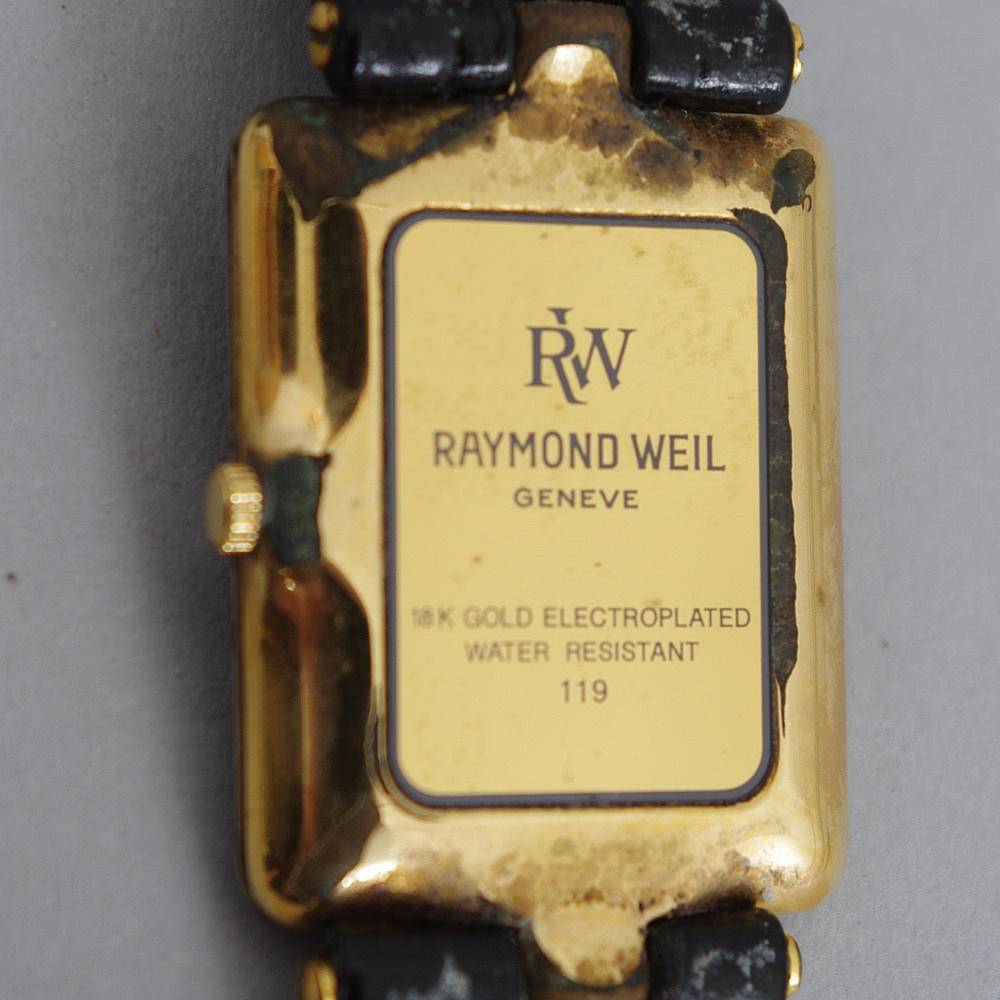 RW
RAYMOND WEIL
GENEVE
18K GOLD ELECTROPLATED
WATER RESISTANT
119